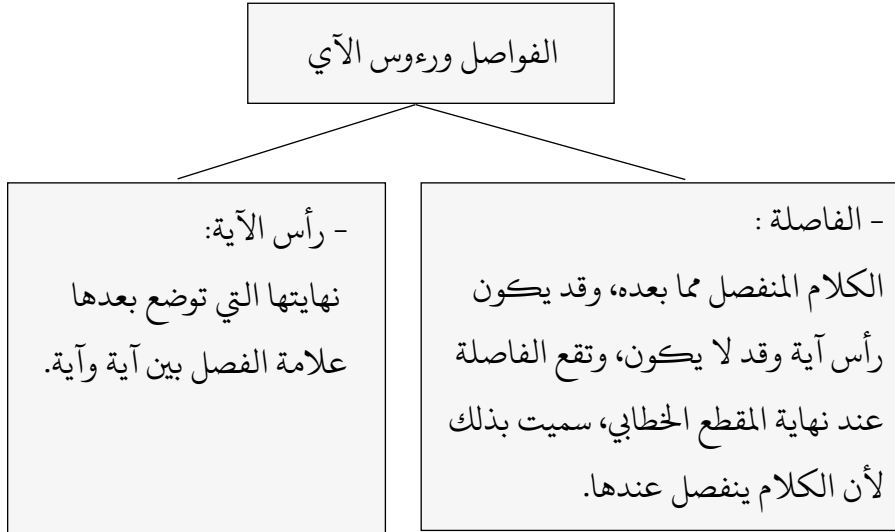 الفواصل ورءوس الآي
- الفاصلة :
الكلام المنفصل مما بعده، وقد يكون
رأس آية وقد لا يكون، وتقع الفاصلة
عند نهاية المقطع الخطابي، سميت بذلك
لأن الكلام ينفصل عندها.
- رأس الآية:
نهايتها التي توضع بعدها
علامة الفصل بين آية وآية.